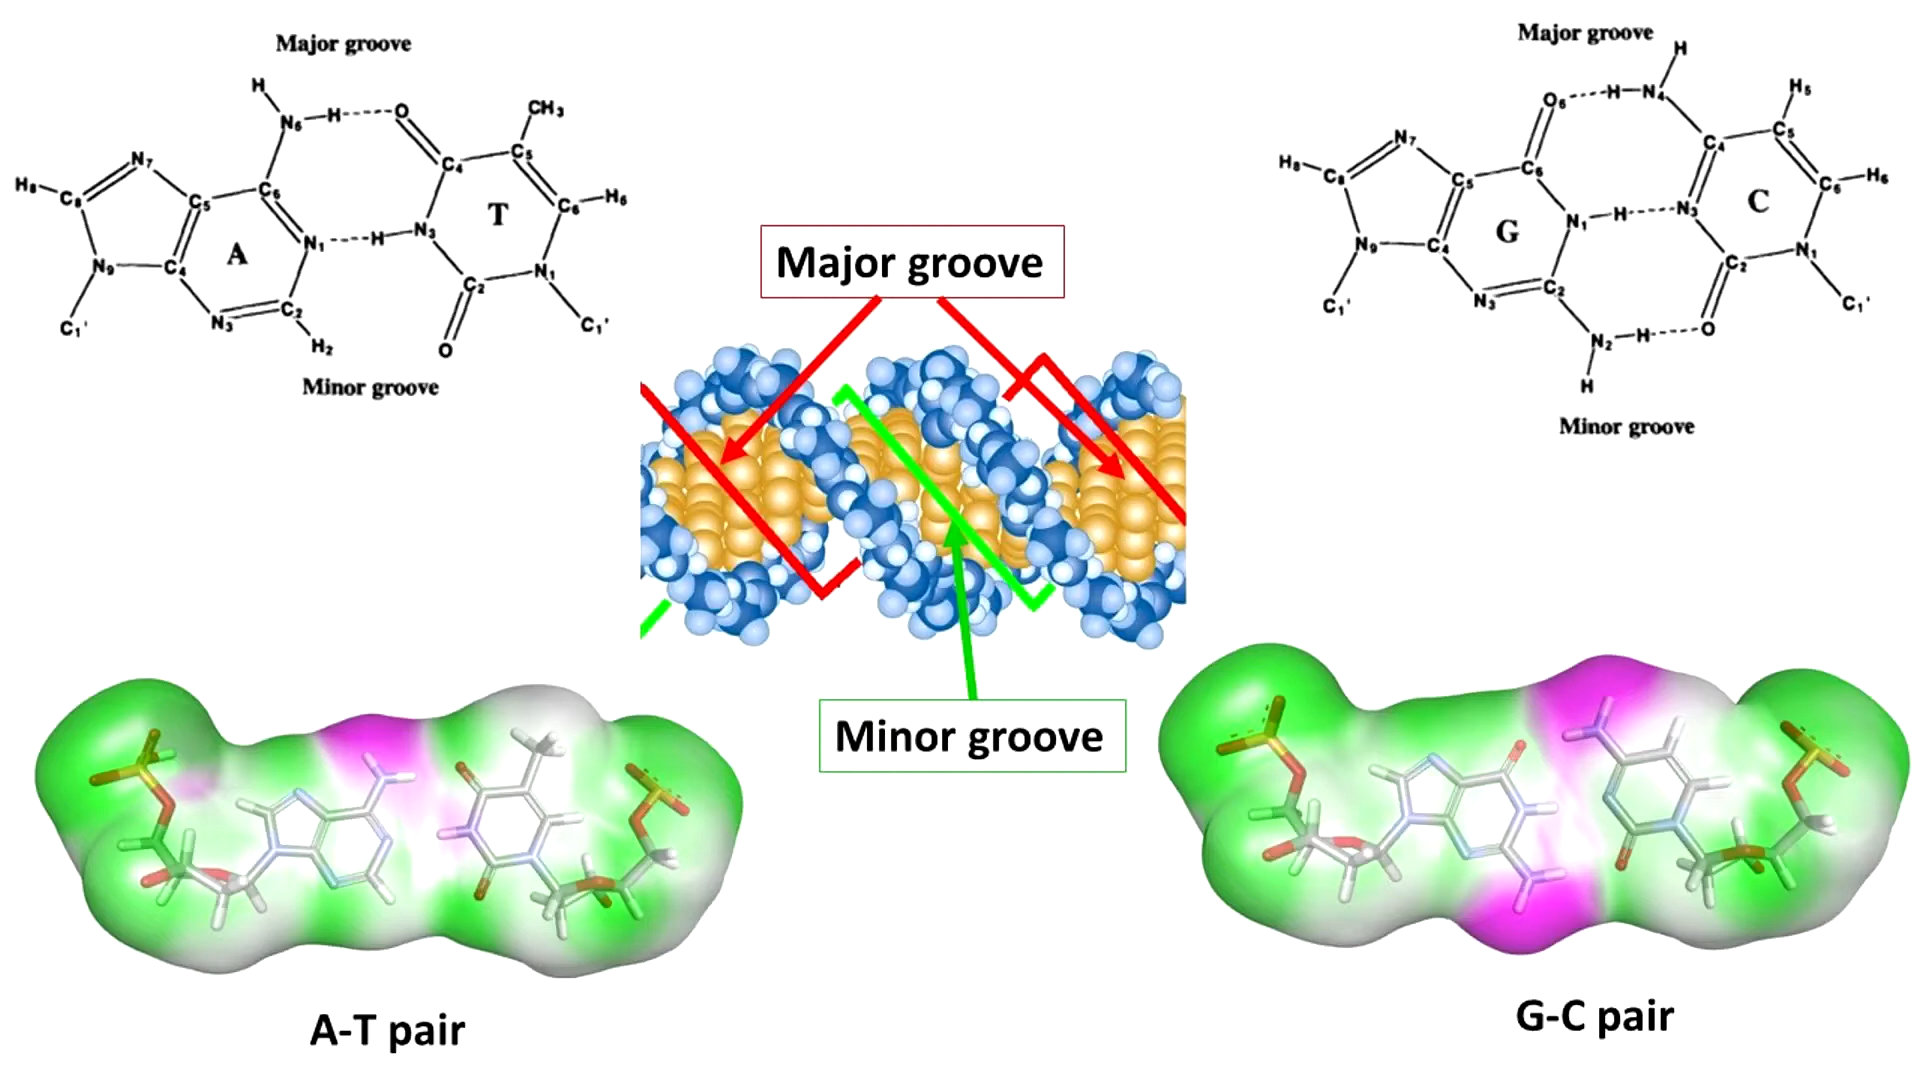 Major groove
H
N6 H O CH3
N7 C4 C5
H8 C8 C5 C6 C6 H6
A N1 H N3 T
N9 C4 C2 N1
N3 C2
C1' H2 O C1'
Minor groove
Major groove
H
O6 H N4 H5
N7 C4 C5
H8 C8 C5 C6 C6 H6
G N1 H N3 C
N9 C4 C2 N1
N3 C2
C1' N2 H O C1'
H
Minor groove
Major groove
Minor groove
A-T pair
G-C pair